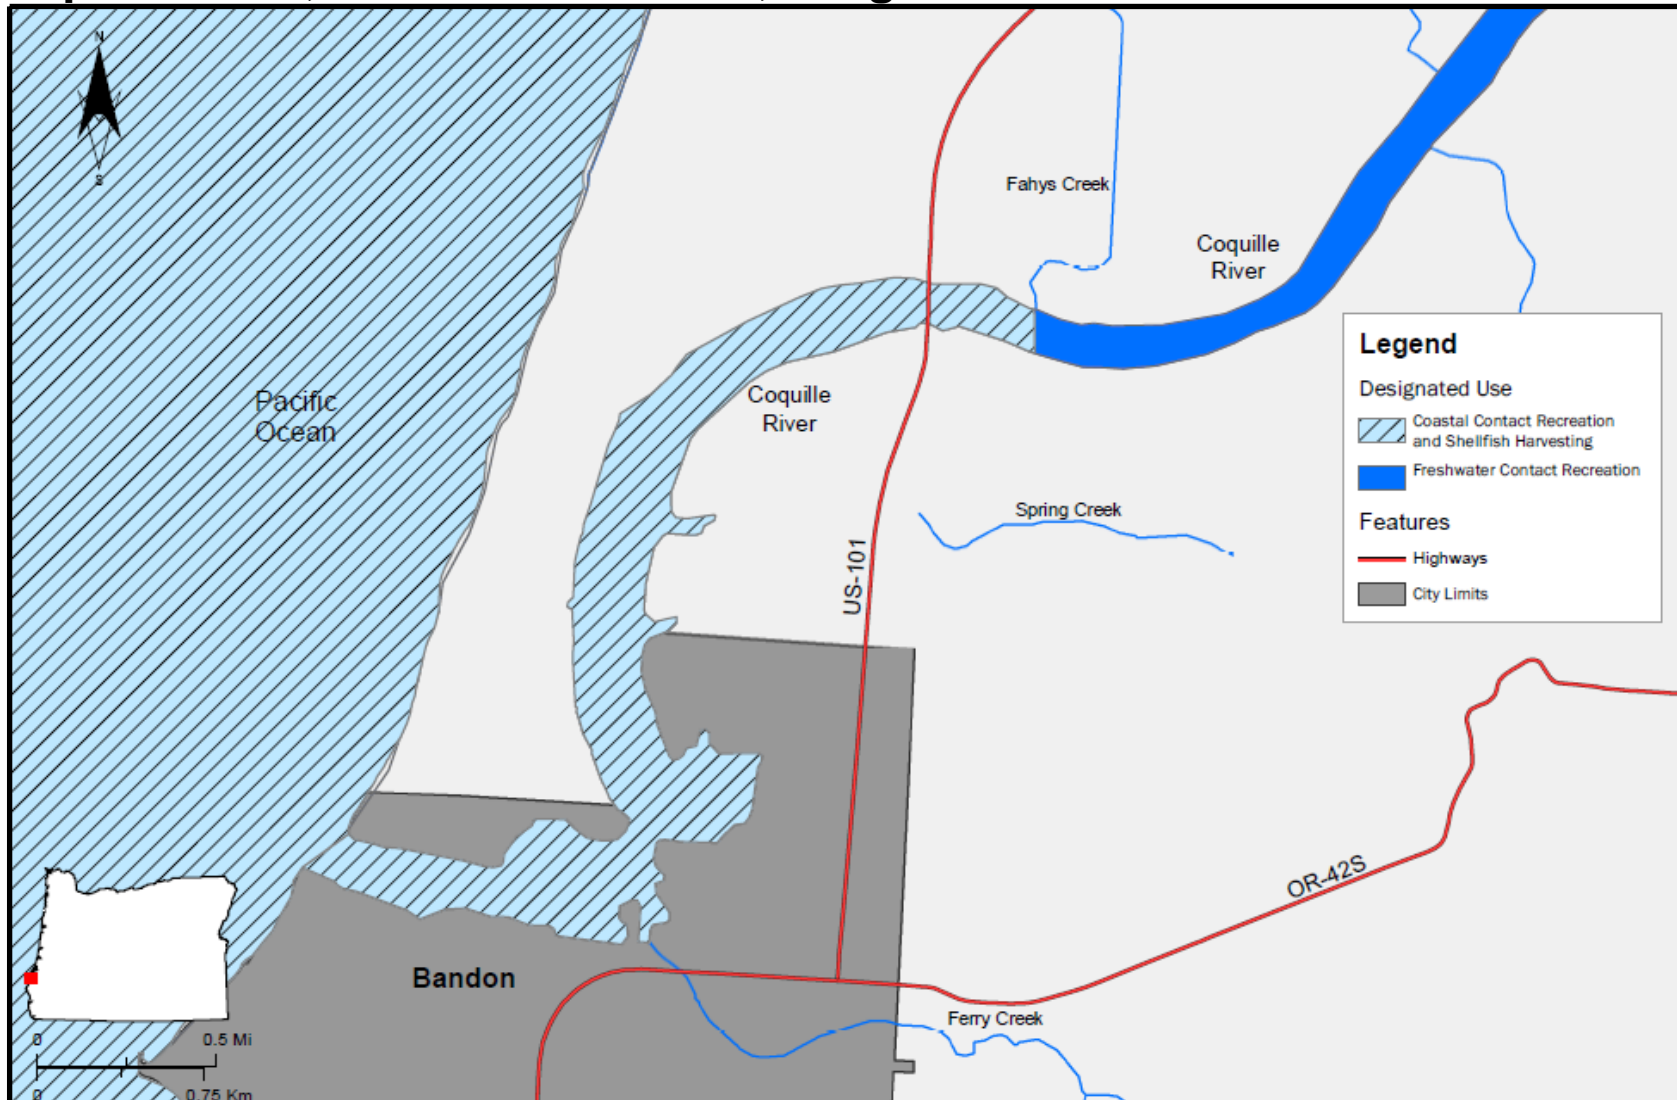 N
S
Fahys Creek
Coquille
River
Pacific
Ocean
Coquille
River
Legend
Designated Use
Coastal Contact Recreation
and Shellfish Harvesting
Freshwater Contact Recreation
Features
Highways
City Limits
Spring Creek
US-101
OR-42S
Bandon
Ferry Creek
0 0.5 Mi
0 0.75 Km